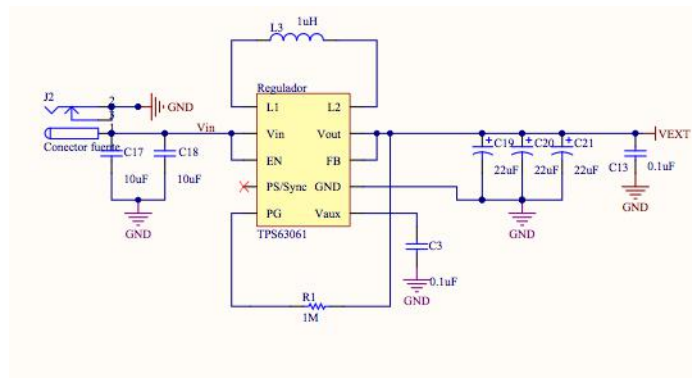 L3 1uH
Regulador
J2
2
GND
L1 L2
Vin
Vin Vout
VEXT
Conector fuente
C17 C18
EN FB
C19 C20 C21
C13 0.1uF
10uF 10uF
22uF 22uF 22uF
PS/Sync GND
PG Vaux
GND
TPS63061
GND
GND
C3
0.1uF
GND
R1
1M